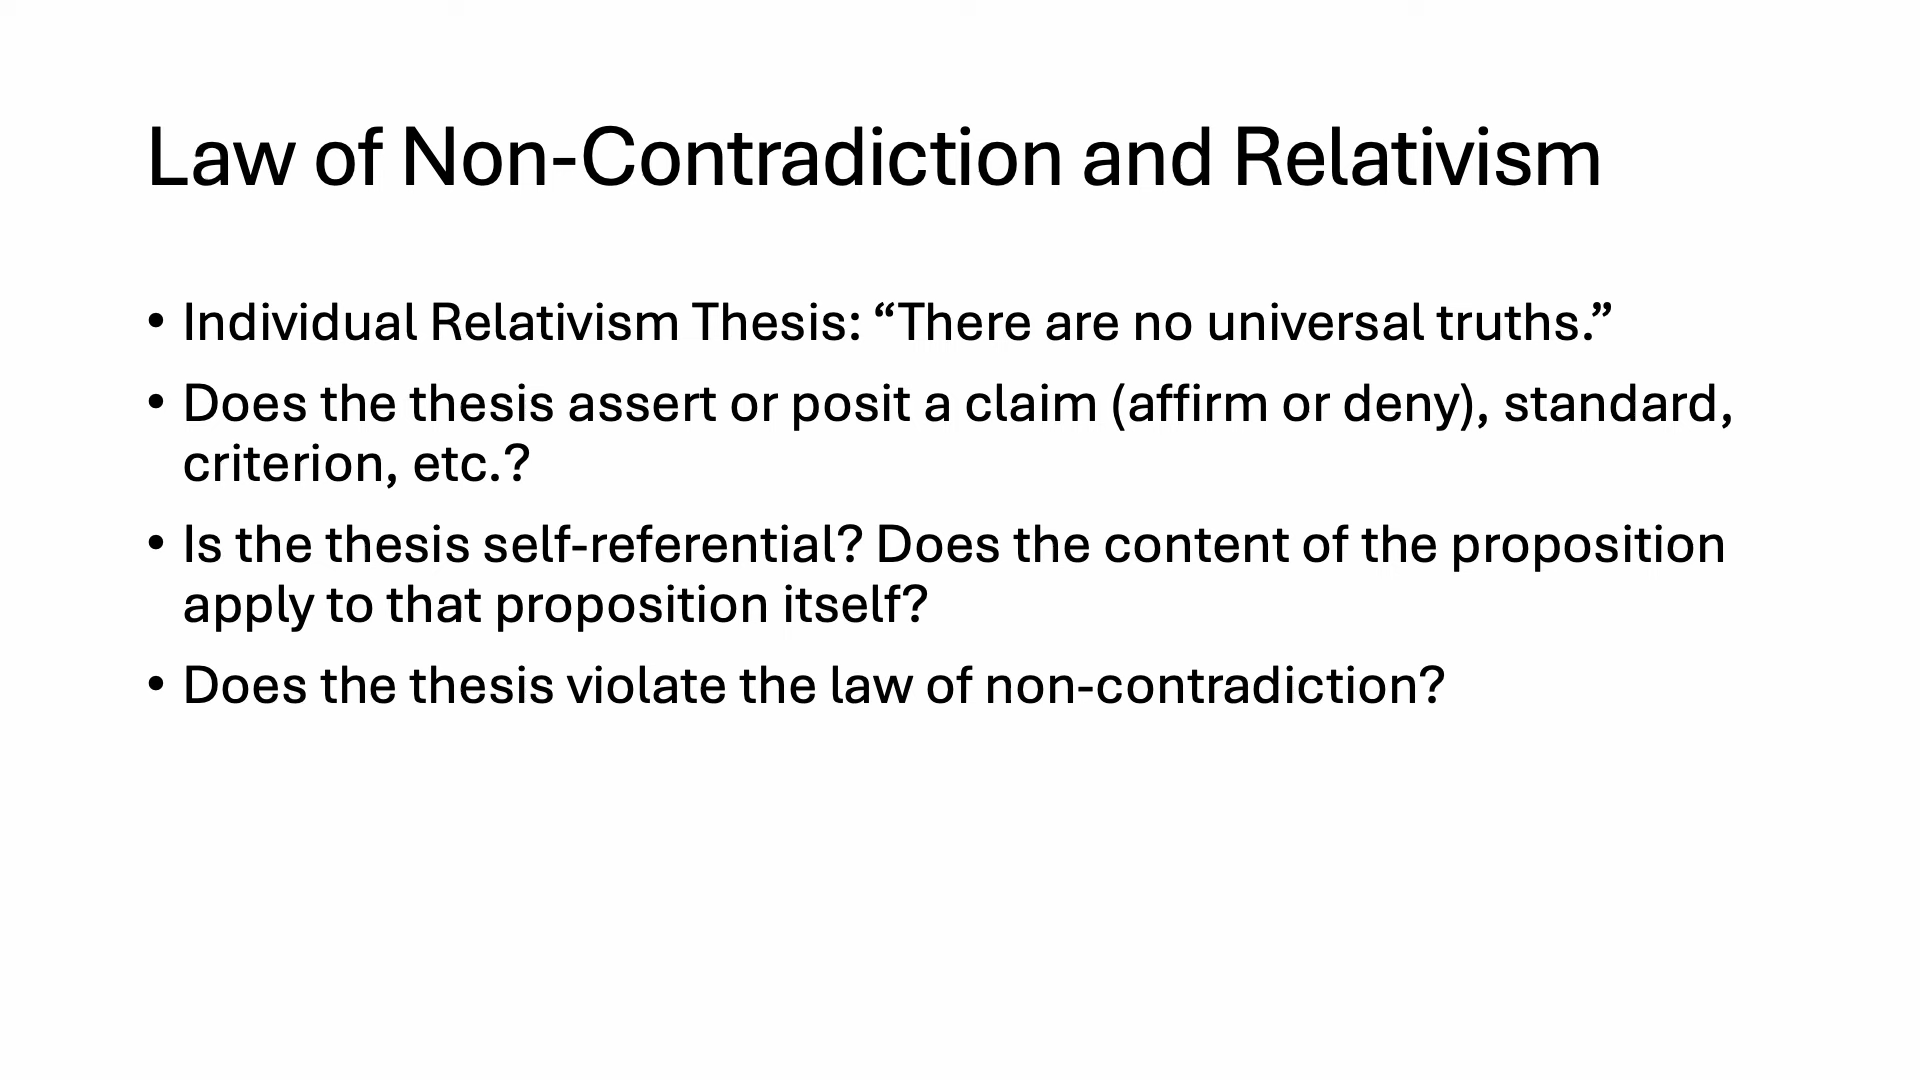 Law of Non-Contradiction and Relativism
• Individual Relativism Thesis: “There are no universal truths.”
• Does the thesis assert or posit a claim (affirm or deny), standard,
criterion, etc.?
• Is the thesis self-referential? Does the content of the proposition
apply to that proposition itself?
• Does the thesis violate the law of non-contradiction?